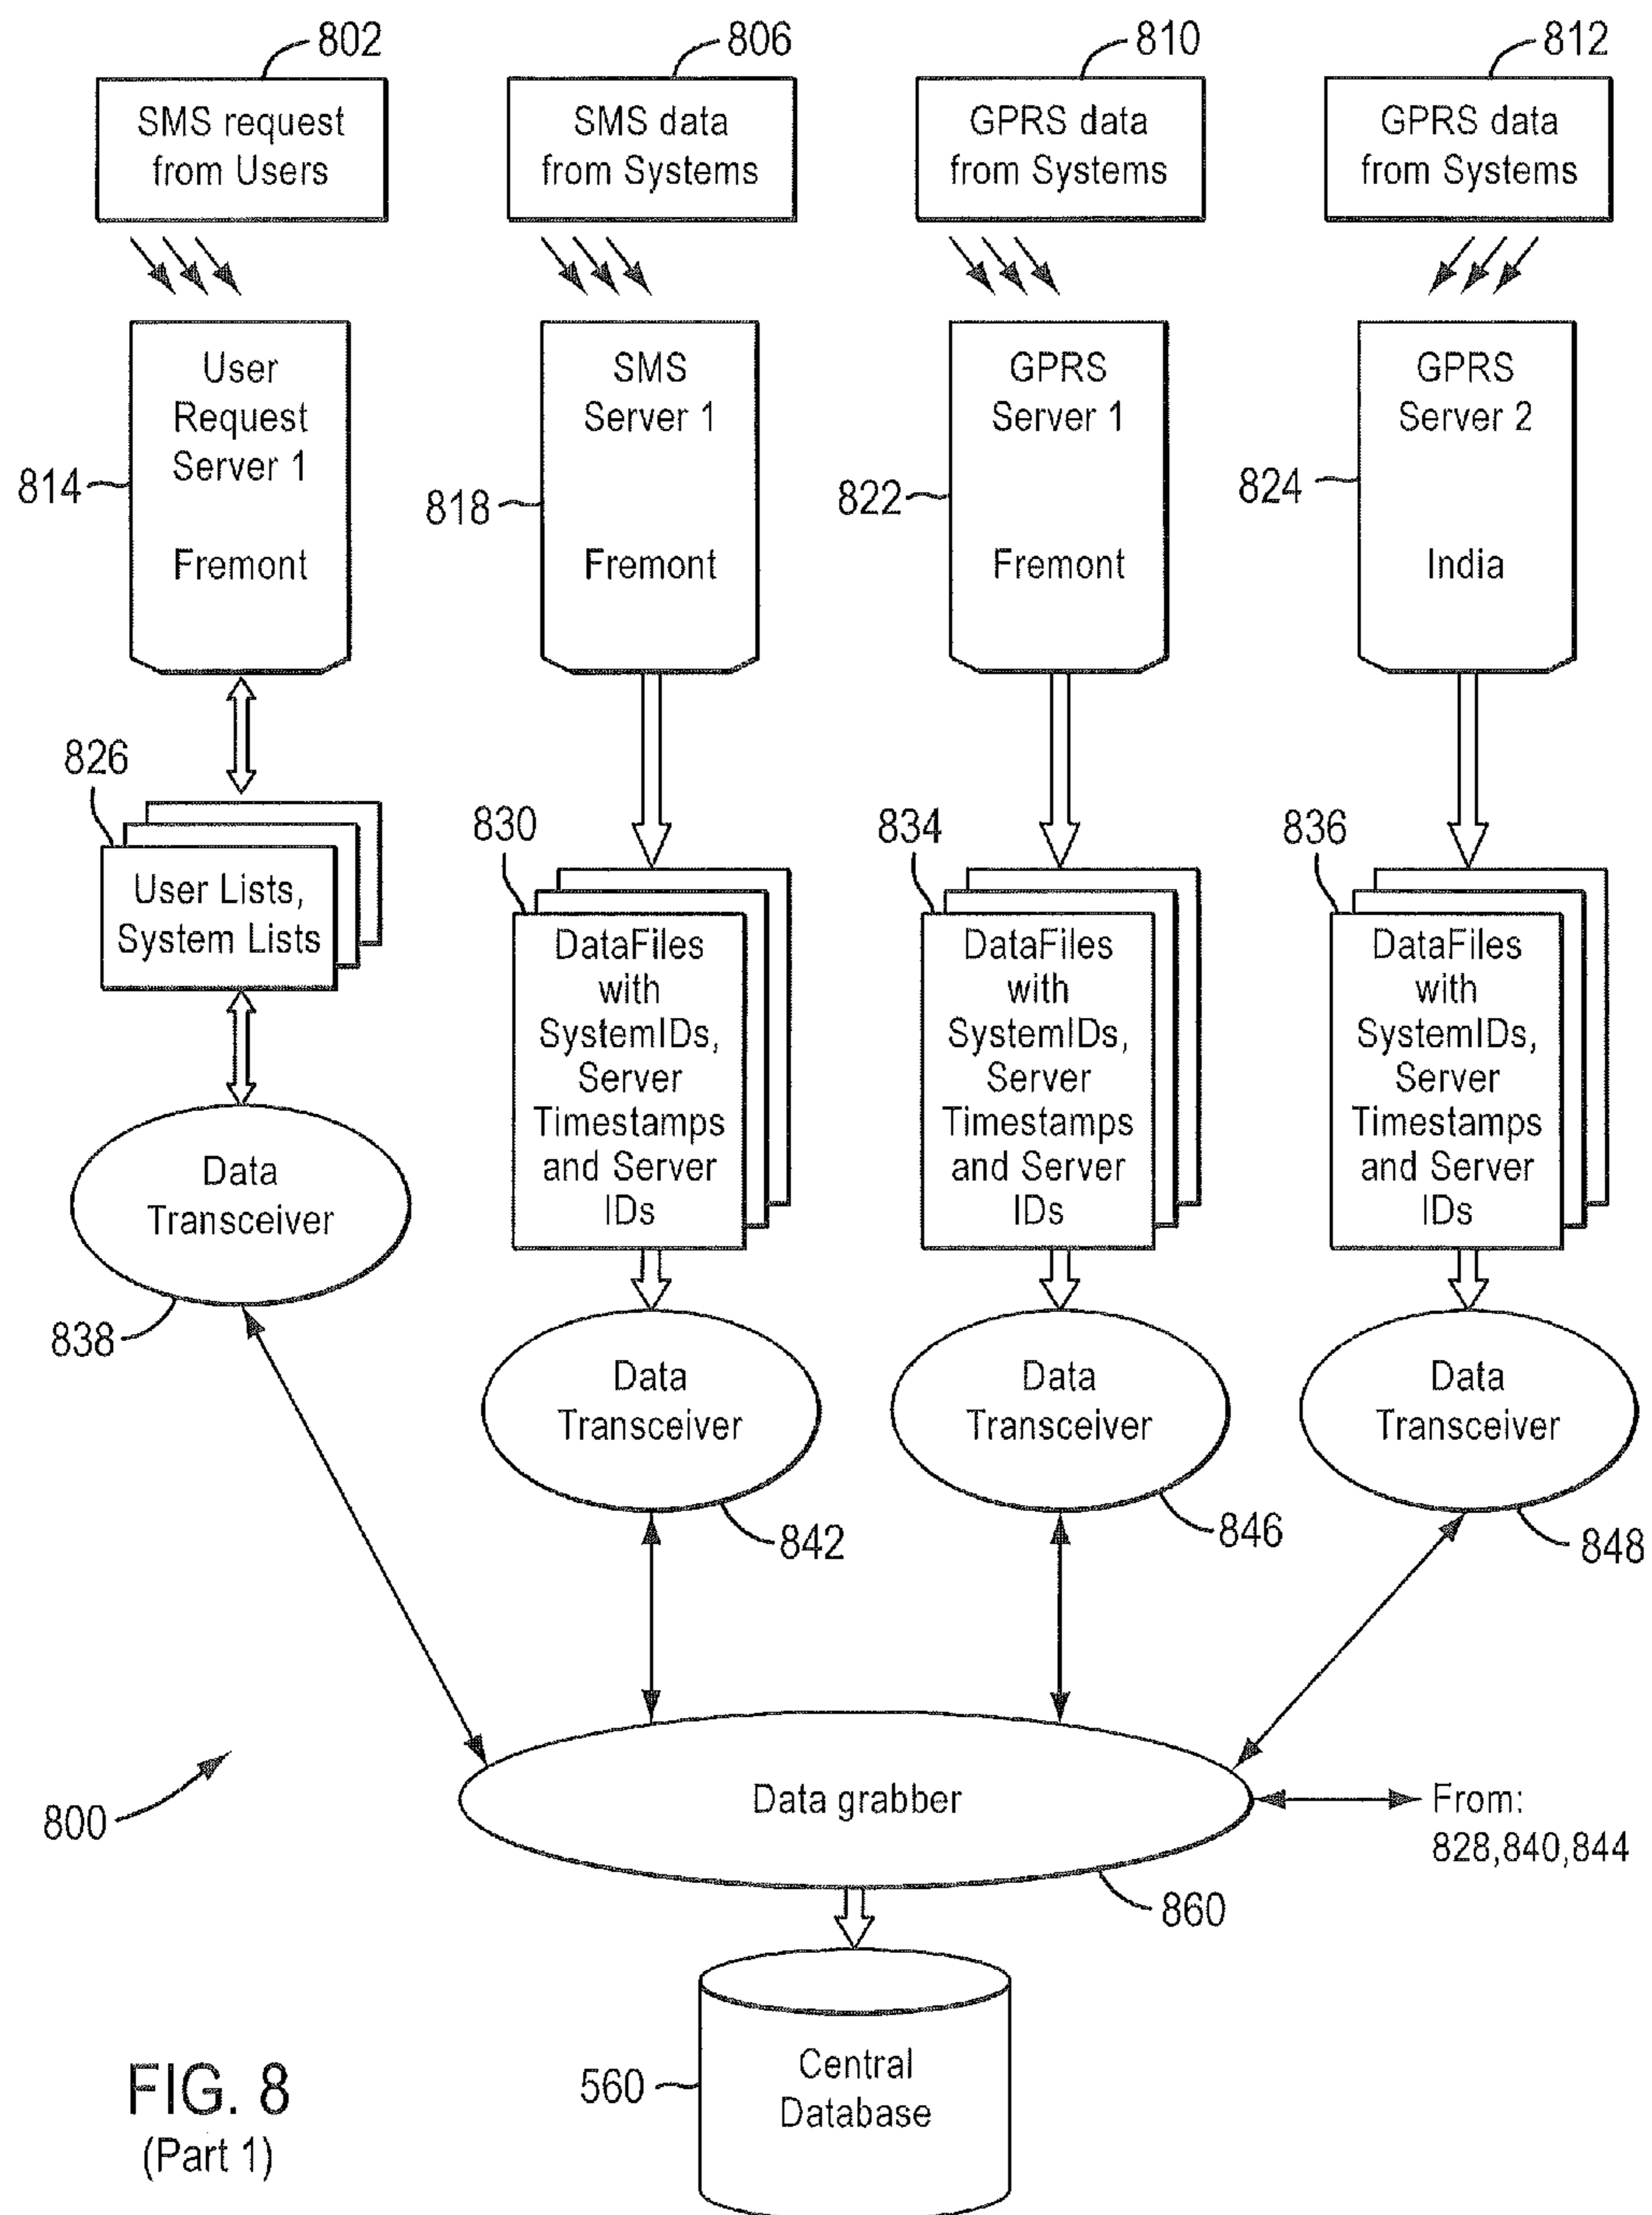 802
806
810
812
SMS request
from Users
SMS data
from Systems
GPRS data
from Systems
GPRS data
from Systems
User
Request
Server 1
Fremont
814
SMS
Server 1
Fremont
818
GPRS
Server 1
Fremont
822
GPRS
Server 2
India
824
826
User Lists,
System Lists
830
DataFiles
with
SystemIDs,
Server
Timestamps
and Server
IDs
834
DataFiles
with
SystemIDs,
Server
Timestamps
and Server
IDs
836
DataFiles
with
SystemIDs,
Server
Timestamps
and Server
IDs
Data
Transceiver
838
Data
Transceiver
842
Data
Transceiver
846
Data
Transceiver
848
800
Data grabber
From:
828,840,844
860
560
Central
Database
FIG. 8
(Part 1)